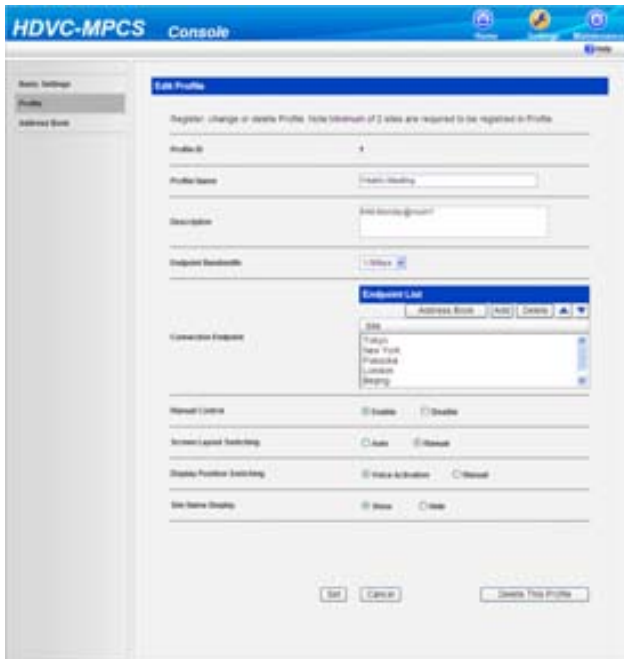 HDVC-MPCS Console
Home Settings Maintenance
Help
Basic Settings
Profile
Address Book
Edit Profile
Register, change or delete Profile. Note Minimum of 2 sites are required to be registered in Profile.
Profile ID
Profile Name
Description
Endpoint Bandwidth
Connection Endpoint
Endpoint List
Address Book Add Delete ▲ ▼
Site
Tokyo
New York
Fukuoka
London
Beijing
Manual Control Enable Disable
Screen Layout Switching Auto Manual
Display Position Switching Voice Activation Manual
Site Name Display Show Hide
Set Cancel Delete This Profile